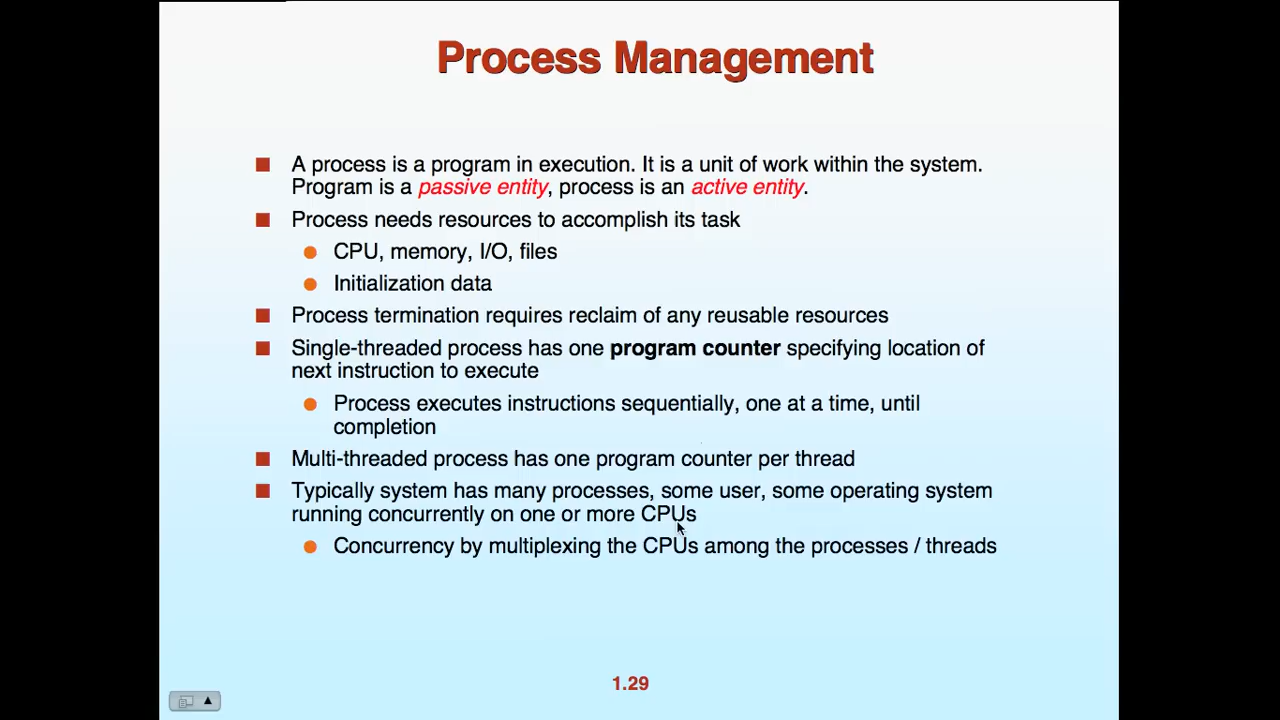 Process Management
A process is a program in execution. It is a unit of work within the system.
Program is a passive entity, process is an active entity.
Process needs resources to accomplish its task
CPU, memory, I/O, files
Initialization data
Process termination requires reclaim of any reusable resources
Single-threaded process has one program counter specifying location of
next instruction to execute
Process executes instructions sequentially, one at a time, until
completion
Multi-threaded process has one program counter per thread
Typically system has many processes, some user, some operating system
running concurrently on one or more CPUs
Concurrency by multiplexing the CPUs among the processes / threads
1.29